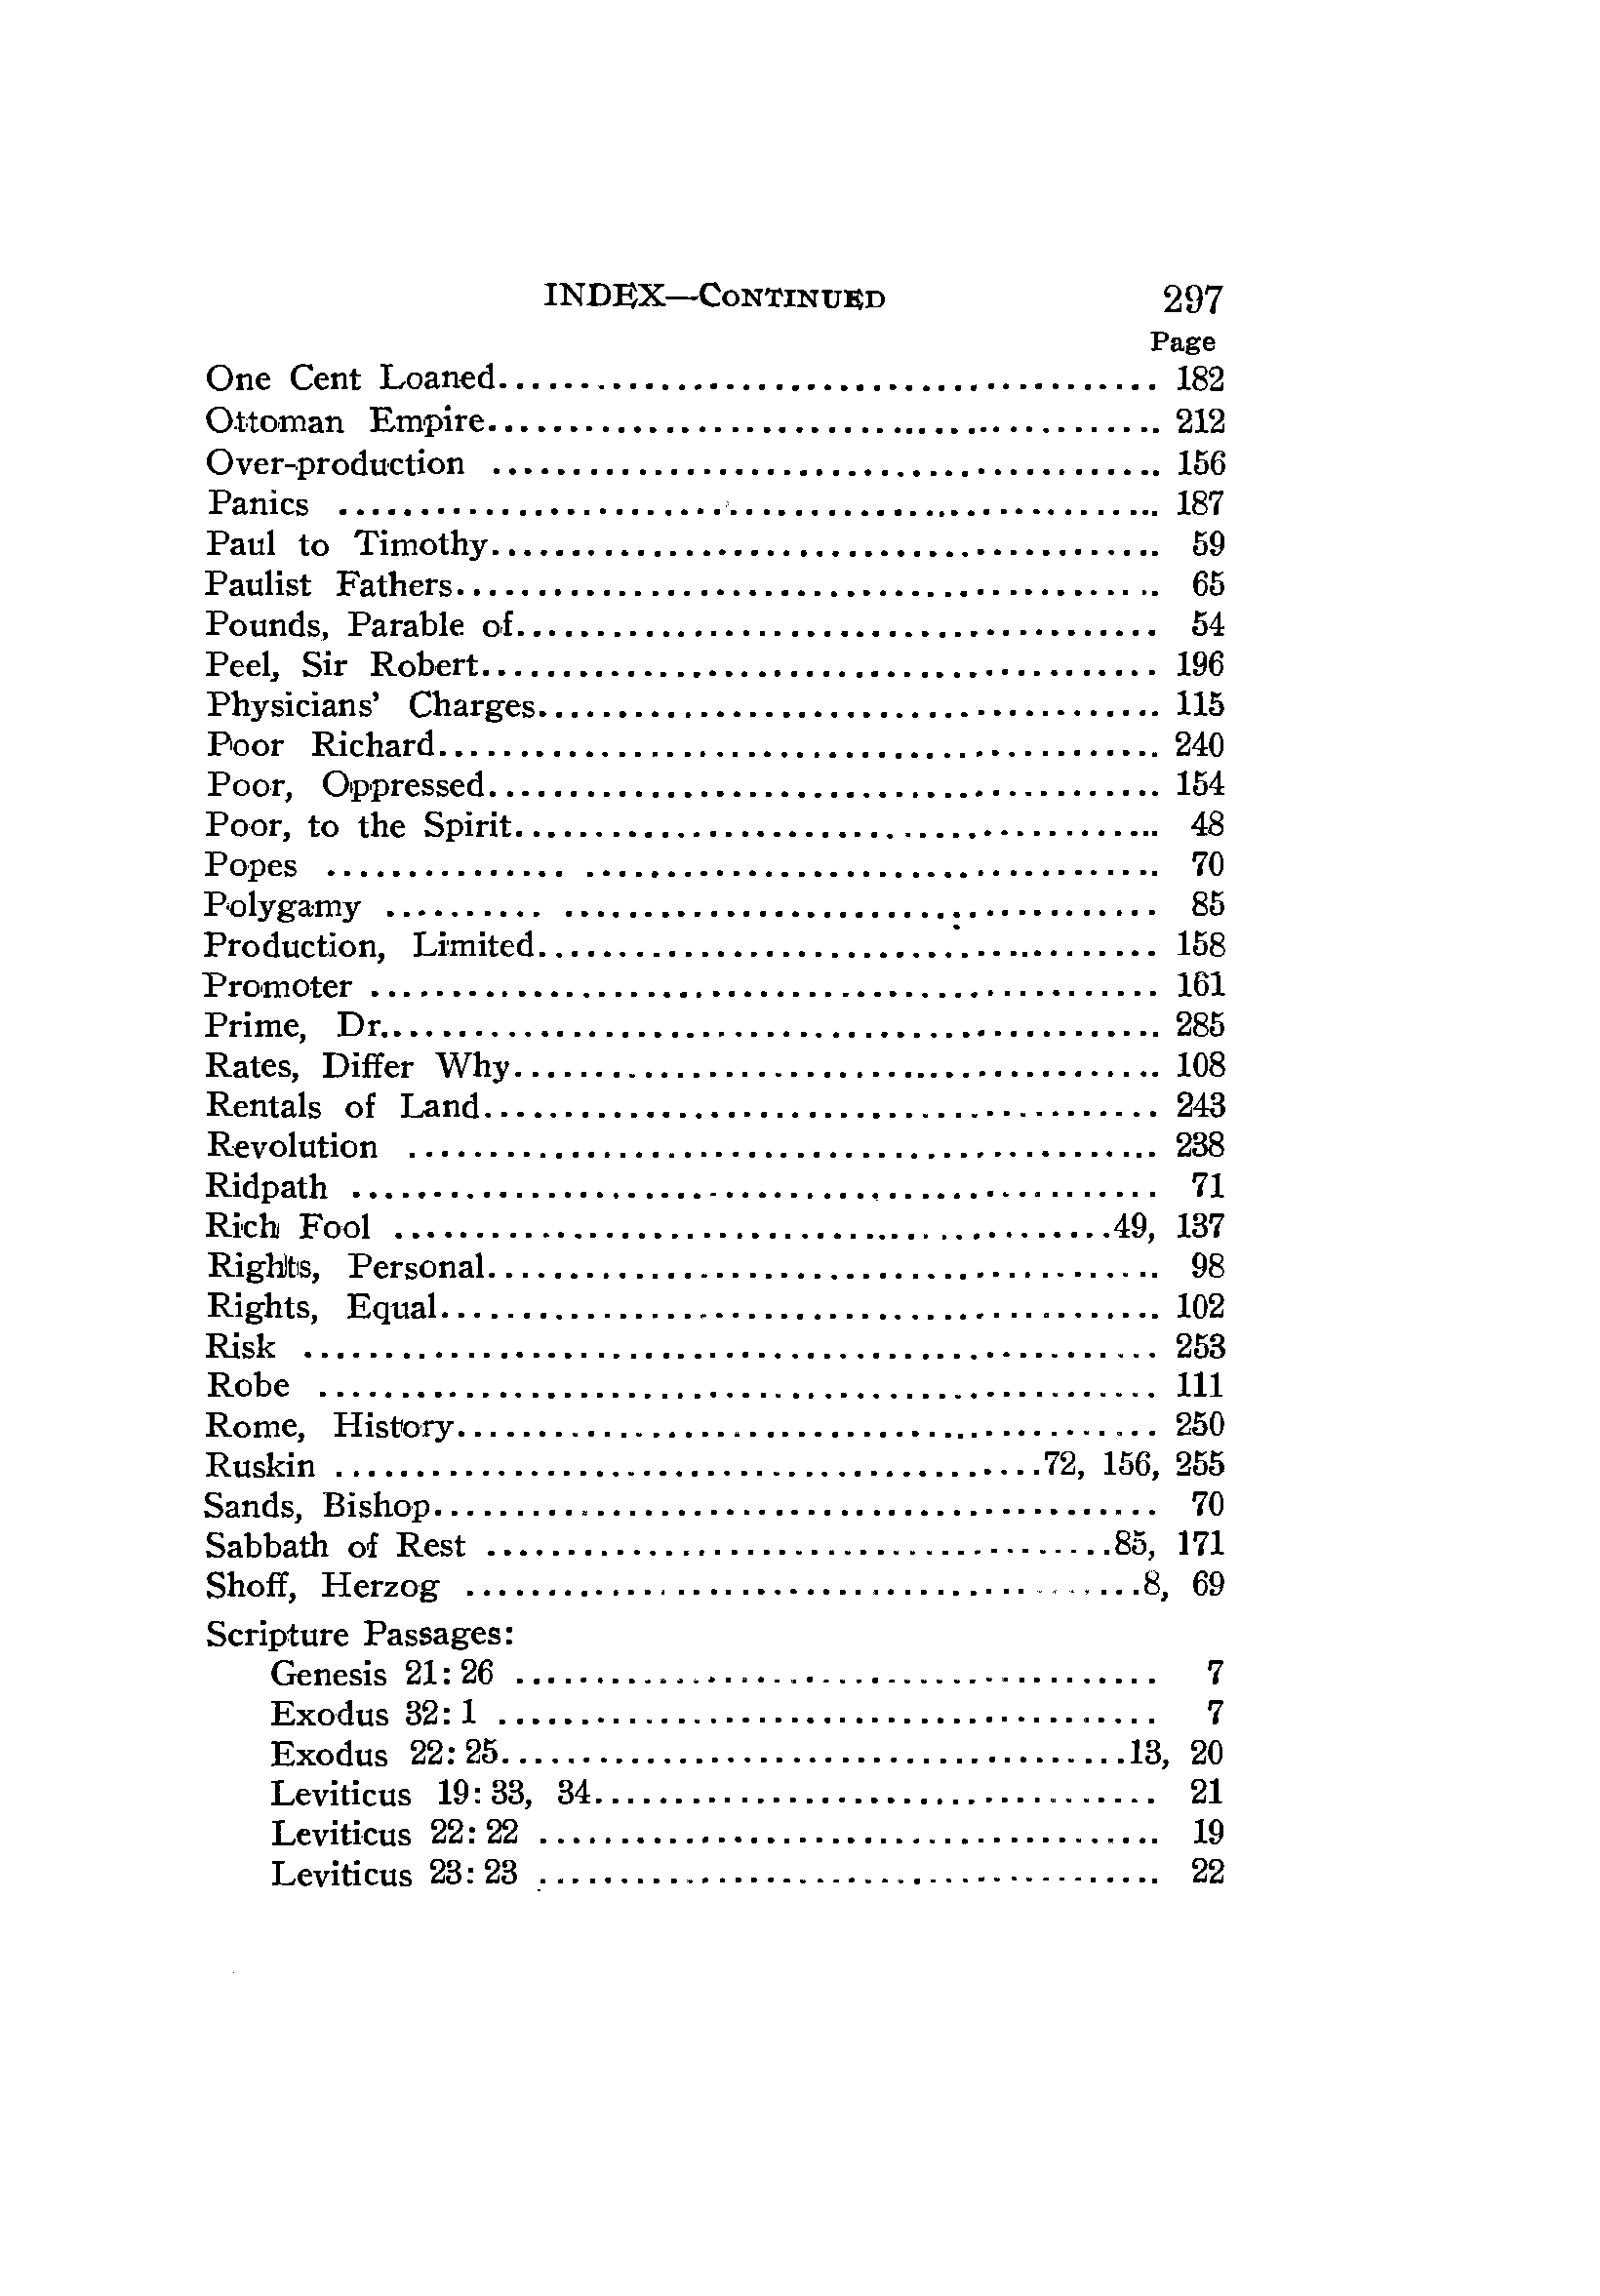 INDEX—CONTINUED 297
Page
One Cent Loaned........................................ 182
Ottoman Empire........................................ 212
Over-production ........................................ 156
Panics ........................................ 187
Paul to Timothy........................................ 59
Paulist Fathers........................................ 65
Pounds, Parable of........................................ 54
Peel, Sir Robert........................................ 196
Physicians' Charges........................................ 115
Poor Richard........................................ 240
Poor, Oppressed........................................ 154
Poor, to the Spirit........................................ 48
Popes ........................................ 70
Polygamy ........................................ 85
Production, Limited........................................ 158
Promoter ........................................ 161
Prime, Dr........................................ 285
Rates, Differ Why........................................ 108
Rentals of Land........................................ 243
Revolution ........................................ 238
Ridpath ........................................ 71
Rich Fool ........................................49, 137
Rights, Personal........................................ 98
Rights, Equal........................................ 102
Risk ........................................ 253
Robe ........................................ 111
Rome, History........................................ 250
Ruskin ........................................72, 156, 255
Sands, Bishop........................................ 70
Sabbath of Rest ........................................85, 171
Shoff, Herzog ........................................8, 69
Scripture Passages:
Genesis 21: 26 ........................................ 7
Exodus 32: 1 ........................................ 7
Exodus 22: 25........................................13, 20
Leviticus 19: 33, 34........................................ 21
Leviticus 22: 22 ........................................ 19
Leviticus 23: 23 ........................................ 22